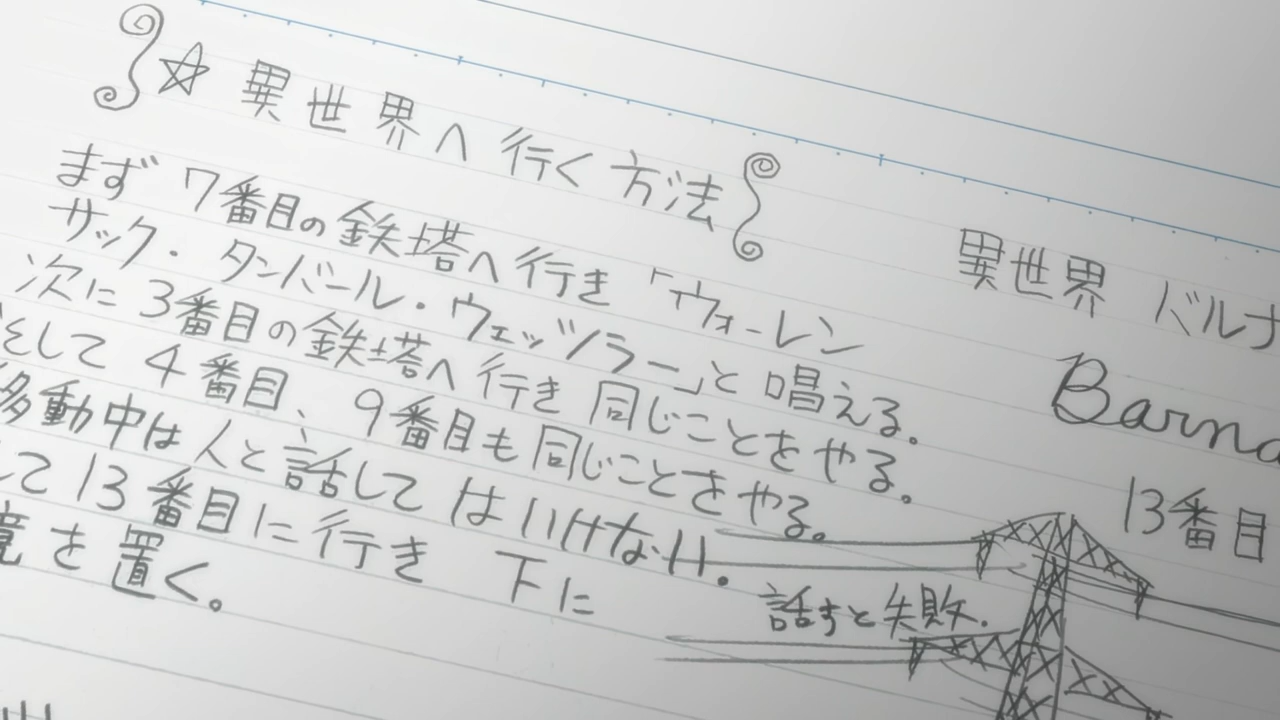 ☆ 異世界へ行く方法
まず 7番目の鉄塔へ行き 「ウォーレン
サック・タンバール・ウェッツラー」と 唱える。
次に 3番目の鉄塔へ 行き 同じことをやる。
そして 4番目、9番目も同じことをやる。
移動中は人と話しては いけない。
して 13番目に行き 下に
鏡を置く。
話すと失敗.
異世界 バルナ
Barna
13番目